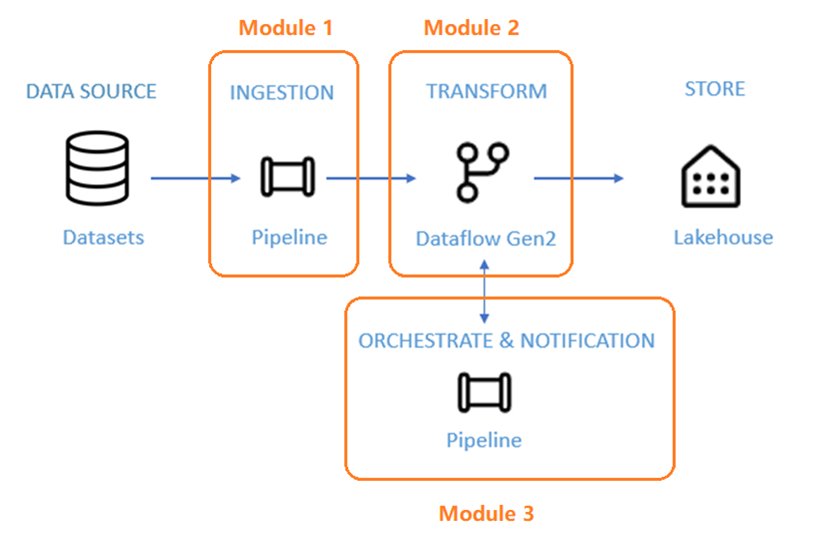 Module 1
Module 2
DATA SOURCE
INGESTION
TRANSFORM
STORE
Datasets
Pipeline
Dataflow Gen2
Lakehouse
ORCHESTRATE & NOTIFICATION
Pipeline
Module 3